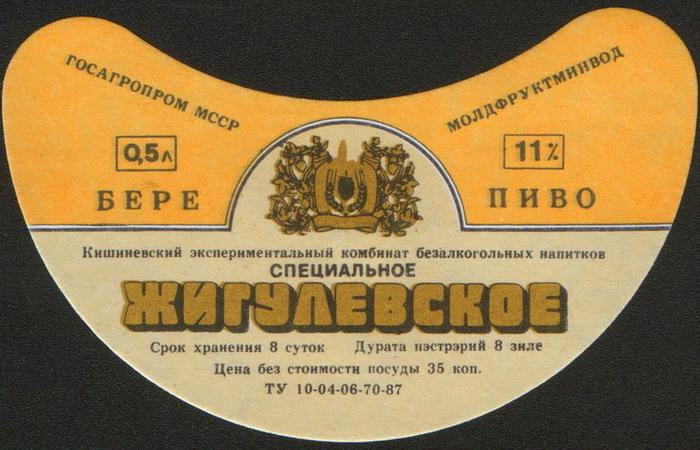 ГОСАГРОПРОМ МССР
МОЛДФРУКТМИНВОД
0,5л
11%
БЕРЕ
ПИВО
Кишиневский экспериментальный комбинат безалкогольных напитков
СПЕЦИАЛЬНОЕ
ЖИГУЛЕВСКОЕ
Срок хранения 8 суток Дурата пэстрэрий 8 зиле
Цена без стоимости посуды 35 коп.
ТУ 10-04-06-70-87